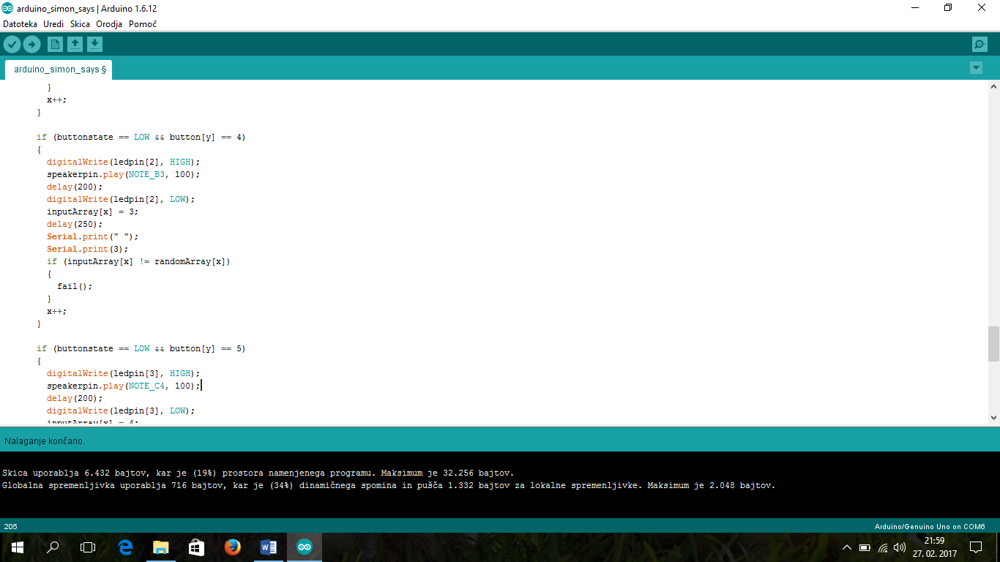 arduino_simon_says | Arduino 1.6.12
Datoteka Uredi Skica Orodja Pomoč
arduino_simon_says §
}
x++;
}
if (buttonstate == LOW && button[y] == 4)
{
digitalWrite(ledpin[2], HIGH);
speakerpin.play(NOTE_B3, 100);
delay(200);
digitalWrite(ledpin[2], LOW);
inputArray[x] = 3;
delay(250);
Serial.print(" ");
Serial.print(3);
if (inputArray[x] != randomArray[x])
{
fail();
}
x++;
}
if (buttonstate == LOW && button[y] == 5)
{
digitalWrite(ledpin[3], HIGH);
speakerpin.play(NOTE_C4, 100);
delay(200);
digitalWrite(ledpin[3], LOW);
inputArray[x] = 4;
Nalaganje končano.
Skica uporablja 6.432 bajtov, kar je (19%) prostora namenjenega programu. Maksimum je 32.256 bajtov.
Globalna spremenljivka uporablja 716 bajtov, kar je (34%) dinamičnega spomina in pušča 1.332 bajtov za lokalne spremenljivke. Maksimum je 2.048 bajtov.
205
Arduino/Genuino Uno on COM6
21:59
27. 02. 2017